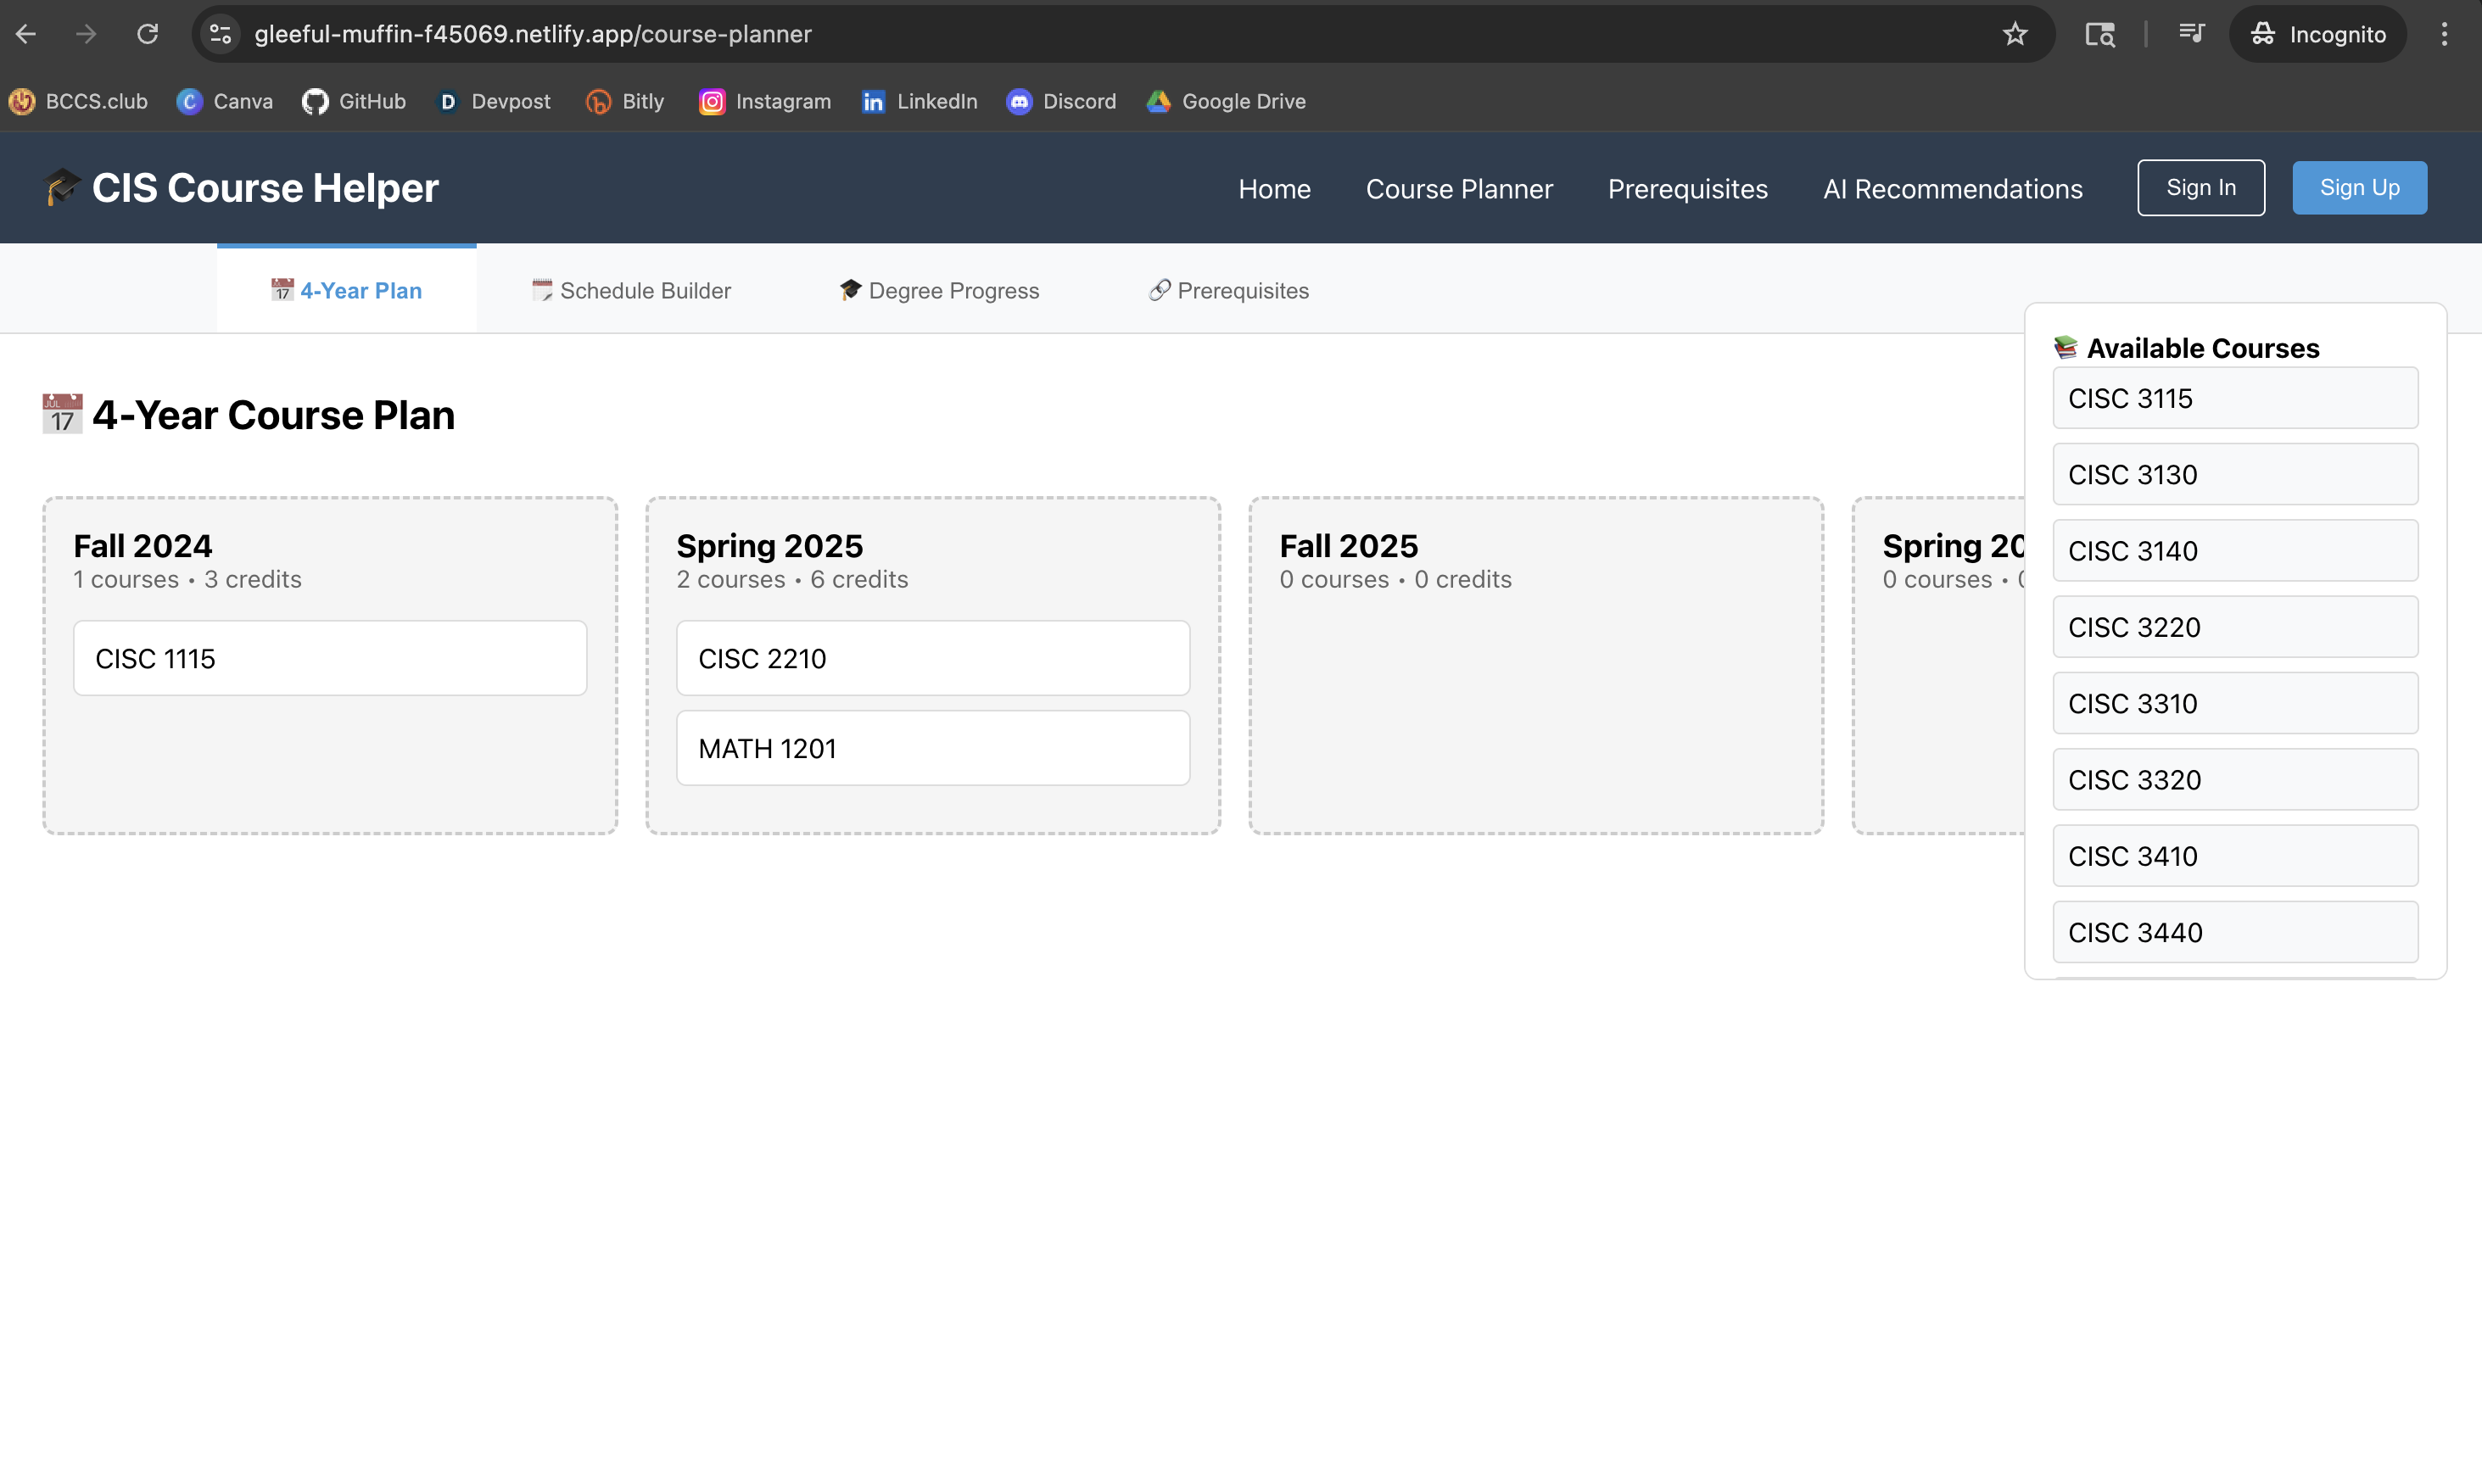 gleeful-muffin-f45069.netlify.app/course-planner
Incognito
BCCS.club
Canva
GitHub
Devpost
Bitly
Instagram
LinkedIn
Discord
Google Drive
CIS Course Helper
Home
Course Planner
Prerequisites
AI Recommendations
Sign In
Sign Up
4-Year Plan
Schedule Builder
Degree Progress
Prerequisites
4-Year Course Plan
Fall 2024
1 courses • 3 credits
CISC 1115
Spring 2025
2 courses • 6 credits
CISC 2210
MATH 1201
Fall 2025
0 courses • 0 credits
Spring 20
0 courses •
Available Courses
CISC 3115
CISC 3130
CISC 3140
CISC 3220
CISC 3310
CISC 3320
CISC 3410
CISC 3440